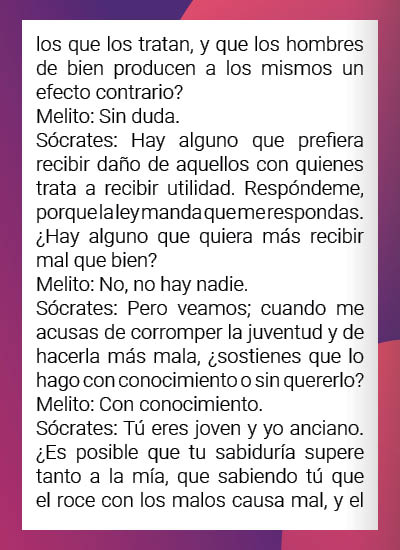 los que los tratan, y que los hombres
de bien producen a los mismos un
efecto contrario?
Melito: Sin duda.
Sócrates: Hay alguno que prefiera
recibir daño de aquellos con quienes
trata a recibir utilidad. Respóndeme,
porque la ley manda que me respondas.
¿Hay alguno que quiera más recibir
mal que bien?
Melito: No, no hay nadie.
Sócrates: Pero veamos; cuando me
acusas de corromper la juventud y de
hacerla más mala, ¿sostienes que lo
hago con conocimiento o sin quererlo?
Melito: Con conocimiento.
Sócrates: Tú eres joven y yo anciano.
¿Es posible que tu sabiduría supere
tanto a la mía, que sabiendo tú que
el roce con los malos causa mal, y el